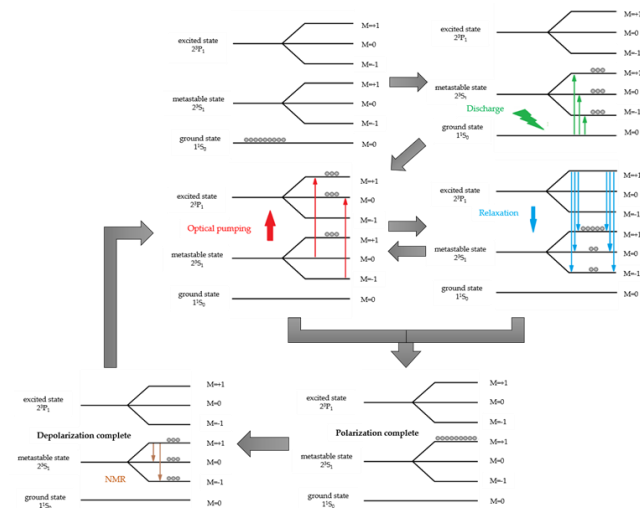 excited state
2³P₁
M=+1
M=0
M=-1
metastable state
2³S₁
M=+1
M=0
M=-1
ground state
1¹S₀
M=0
excited state
2³P₁
M=+1
M=0
M=-1
metastable state
2³S₁
M=+1
M=0
M=-1
Discharge
ground state
1¹S₀
M=0
excited state
2³P₁
M=+1
M=0
M=-1
Optical pumping
metastable state
2³S₁
M=+1
M=0
M=-1
ground state
1¹S₀
M=0
excited state
2³P₁
M=+1
M=0
M=-1
Relaxation
metastable state
2³S₁
M=+1
M=0
M=-1
ground state
1¹S₀
M=0
excited state
2³P₁
M=+1
M=0
M=-1
Depolarization complete
metastable state
2³S₁
M=+1
M=0
M=-1
NMR
ground state
1¹S₀
M=0
excited state
2³P₁
M=+1
M=0
M=-1
Polarization complete
metastable state
2³S₁
M=+1
M=0
M=-1
ground state
1¹S₀
M=0